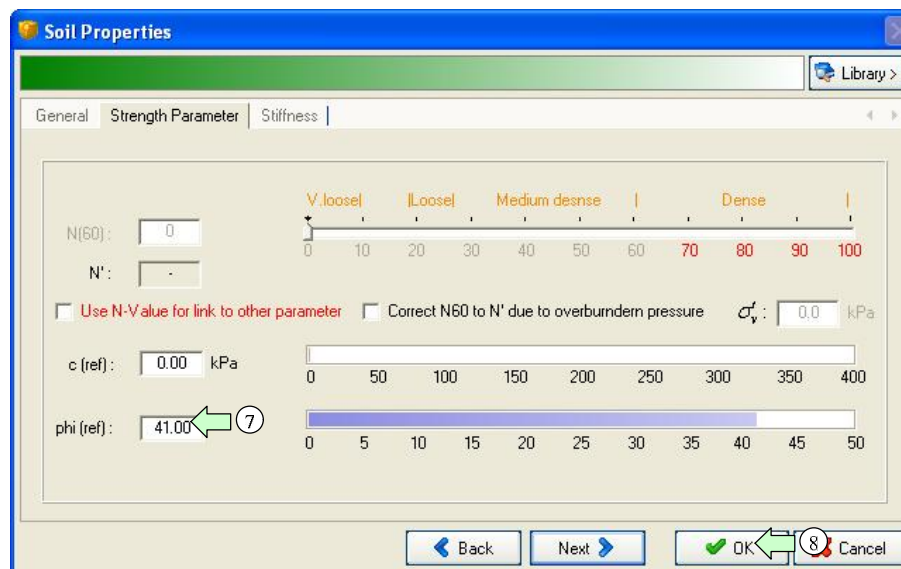 Soil Properties
Library >
General Strength Parameter Stiffness
V.loose| |Loose| Medium desnse | Dense |
N(60) : 0
0 10 20 30 40 50 60 70 80 90 100
N' : -
Use N-Value for link to other parameter Correct N60 to N' due to overburndern pressure σ'v : 0.0 kPa
c (ref) : 0.00 kPa
0 50 100 150 200 250 300 350 400
phi (ref) : 41.00 7
0 5 10 15 20 25 30 35 40 45 50
Back Next OK 8 Cancel